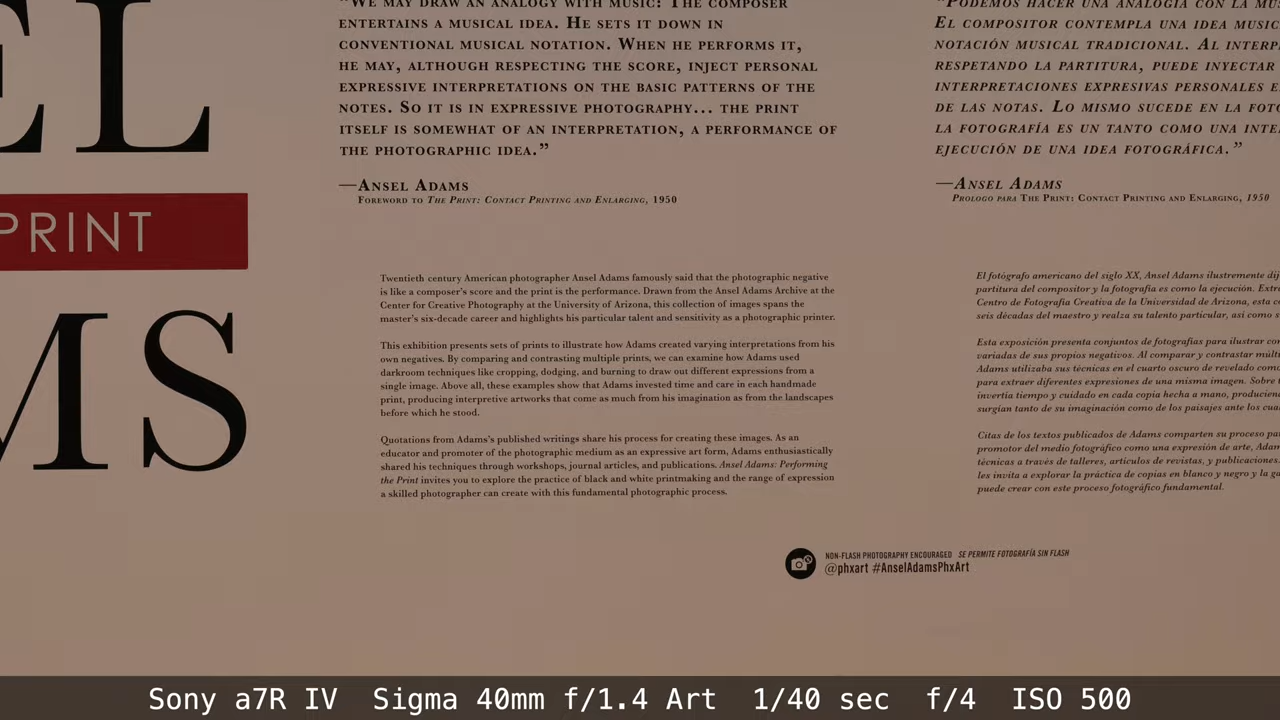 EL
PRINT
MS
"We may draw an analogy with music: The composer
entertains a musical idea. He sets it down in
conventional musical notation. When he performs it,
he may, although respecting the score, inject personal
expressive interpretations on the basic patterns of the
notes. So it is in expressive photography... the print
itself is somewhat of an interpretation, a performance of
the photographic idea."
—Ansel Adams
Foreword to The Print: Contact Printing and Enlarging, 1950
Twentieth century American photographer Ansel Adams famously said that the photographic negative
is like a composer's score and the print is the performance. Drawn from the Ansel Adams Archive at the
Center for Creative Photography at the University of Arizona, this collection of images spans the
master's six-decade career and highlights his particular talent and sensitivity as a photographic printer.
This exhibition presents sets of prints to illustrate how Adams created varying interpretations from his
own negatives. By comparing and contrasting multiple prints, we can examine how Adams used
darkroom techniques like cropping, dodging, and burning to draw out different expressions from a
single image. Above all, these examples show that Adams invested time and care in each handmade
print, producing interpretive artworks that come as much from his imagination as from the landscapes
before which he stood.
Quotations from Adams's published writings share his process for creating these images. As an
educator and promoter of the photographic medium as an expressive art form, Adams enthusiastically
shared his techniques through workshops, journal articles, and publications. Ansel Adams: Performing
the Print invites you to explore the practice of black and white printmaking and the range of expression
a skilled photographer can create with this fundamental photographic process.
"Podemos hacer una analogía con la
El compositor contempla una idea
notación musical tradicional. Al
respetando la partitura, puede inyectar
interpretaciones expresivas personales
de las notas. Lo mismo sucede en la
la fotografía es un tanto como una
ejecución de una idea fotográfica."
—Ansel Adams
Prologo para The Print: Contact Printing and Enlarging, 1950
El fotógrafo americano del siglo XX, Ansel Adams ilustremente
partitura del compositor y la fotografía es como la ejecución.
Centro de Fotografía Creativa de la Universidad de Arizona, esta
seis décadas del maestro y realza su talento particular, así como
Esta exposición presenta conjuntos de fotografías para ilustrar
variadas de sus propios negativos. Al comparar y contrastar
Adams utilizaba sus técnicas en el cuarto oscuro de revelado
para extraer diferentes expresiones de una misma imagen. Sobre
invertía tiempo y cuidado en cada copia hecha a mano,
surgían tanto de su imaginación como de los paisajes ante los
Citas de los textos publicados de Adams comparten su proceso
promotor del medio fotográfico como una expresión de arte,
técnicas a través de talleres, artículos de revistas, y publicaciones.
les invita a explorar la práctica de copias en blanco y negro y la
puede crear con este proceso fotográfico fundamental.
NON-FLASH PHOTOGRAPHY ENCOURAGED SE PERMITE FOTOGRAFÍA SIN FLASH
@phxart #AnselAdamsPhxArt
Sony a7R IV Sigma 40mm f/1.4 Art 1/40 sec f/4 ISO 500